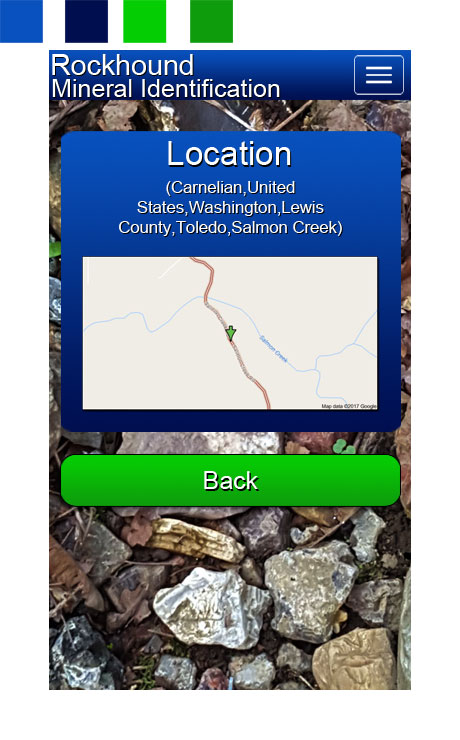 Rockhound
Mineral Identification
Location
(Carnelian,United
States,Washington,Lewis
County,Toledo,Salmon Creek)
Salmon Creek
Map data ©2017 Google
Back